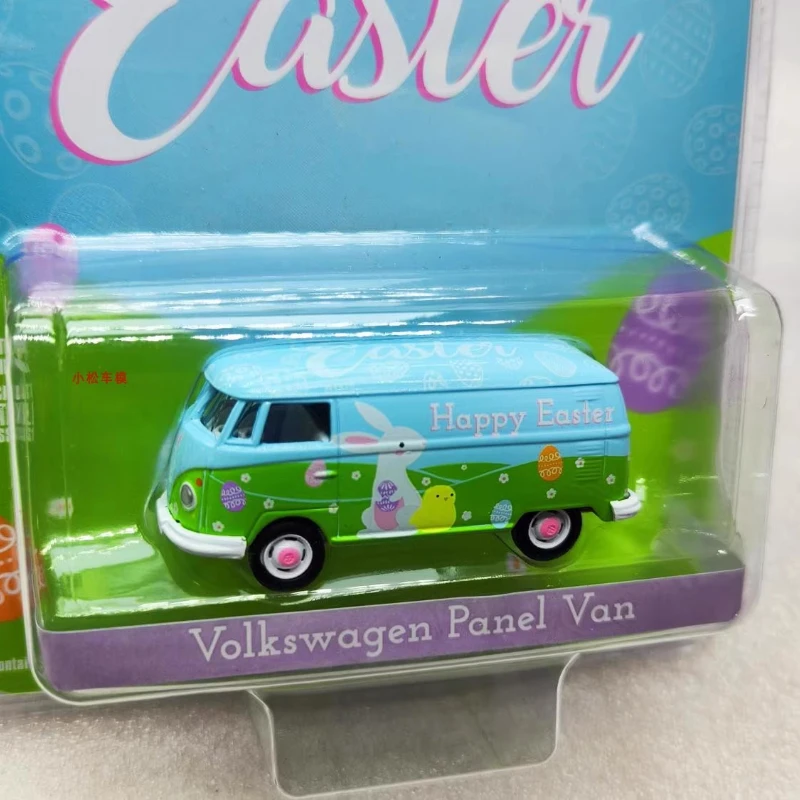 Easter
小松车模
Easter
Happy Easter
Volkswagen Panel Van